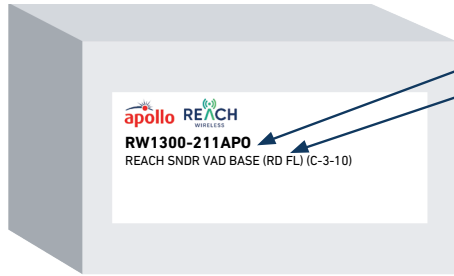 apollo REACH
WIRELESS
RW1300-211APO
REACH SNDR VAD BASE (RD FL) (C-3-10)